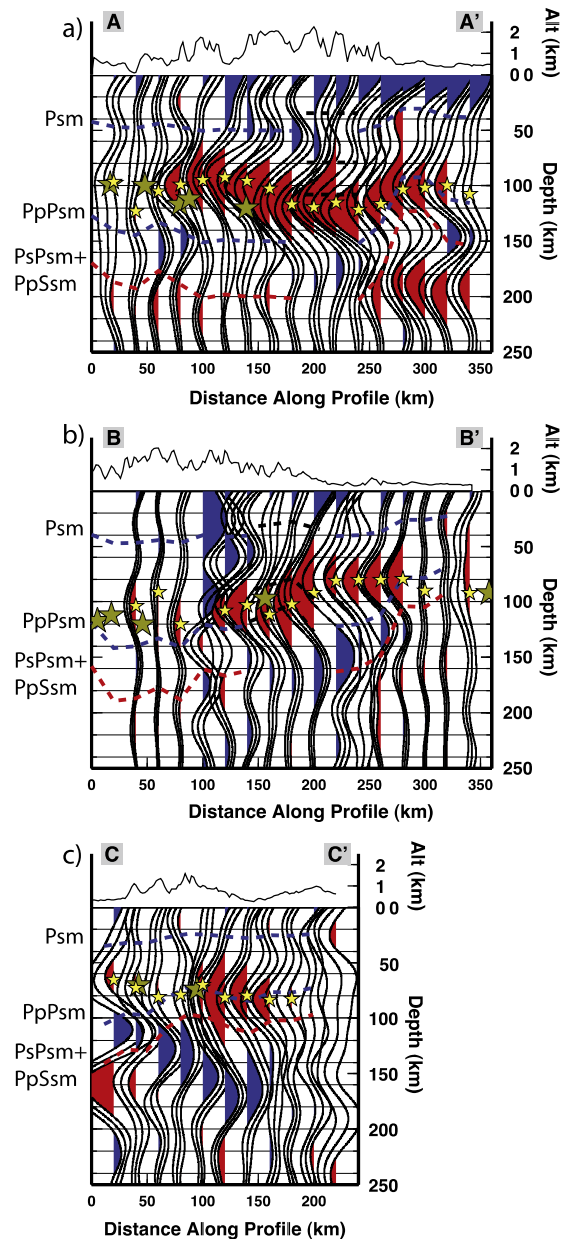 a) A A'
Alt (km)
2
1
0 0
Psm
PpPsm
PsPsm+
PpSsm
50
100
150
200
250
Depth (km)
0 50 100 150 200 250 300 350
Distance Along Profile (km)
b) B B'
Alt (km)
2
1
0 0
Psm
PpPsm
PsPsm+
PpSsm
50
100
150
200
250
Depth (km)
0 50 100 150 200 250 300 350
Distance Along Profile (km)
c) C C'
Alt (km)
2
1
0 0
Psm
PpPsm
PsPsm+
PpSsm
50
100
150
200
250
Depth (km)
0 50 100 150 200
Distance Along Profile (km)